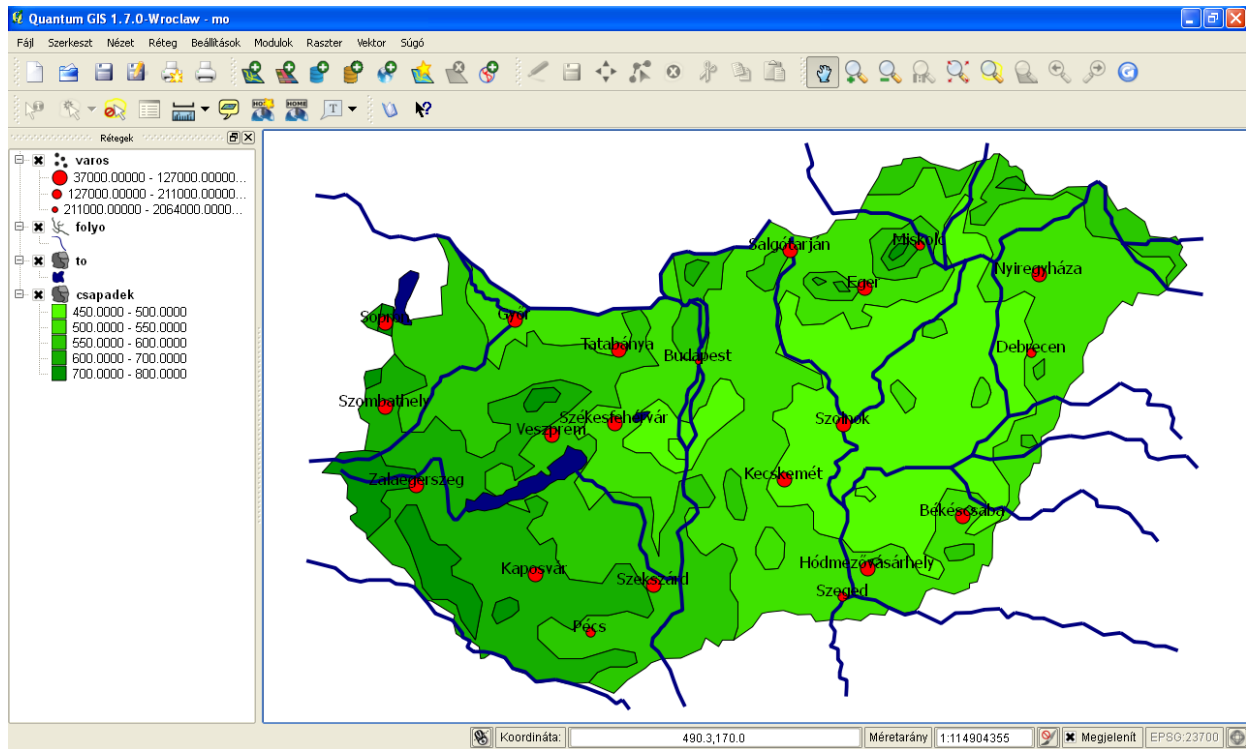 Quantum GIS 1.7.0-Wroclaw - mo
Fájl Szerkeszt Nézet Réteg Beállítások Modulok Raszter Vektor Súgó
Rétegek
varos
37000.00000 - 127000.00000...
127000.00000 - 211000.00000...
211000.00000 - 2064000.0000...
folyo
to
csapadek
450.0000 - 500.0000
500.0000 - 550.0000
550.0000 - 600.0000
600.0000 - 700.0000
700.0000 - 800.0000
Salgótarján
Miskolc
Nyíregyháza
Eger
Sopron
Győr
Tatabánya
Budapest
Debrecen
Szombathely
Székesfehérvár
Szolnok
Veszprém
Zalaegerszeg
Kecskemét
Békéscsaba
Kaposvár
Szekszárd
Hódmezővásárhely
Szeged
Pécs
Koordináta: 490.3,170.0 Méretarány 1:114904355 Megjelenít EPSG:23700